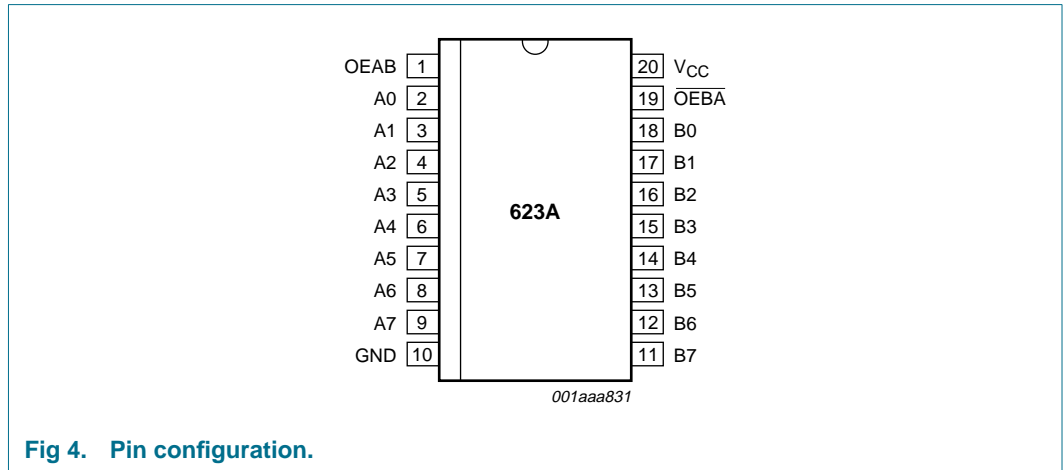 OEAB 1 20 VCC
A0 2 19 O̅E̅B̅A̅
A1 3 18 B0
A2 4 17 B1
A3 5 16 B2
623A
A4 6 15 B3
A5 7 14 B4
A6 8 13 B5
A7 9 12 B6
GND 10 11 B7
001aaa831
Fig 4. Pin configuration.